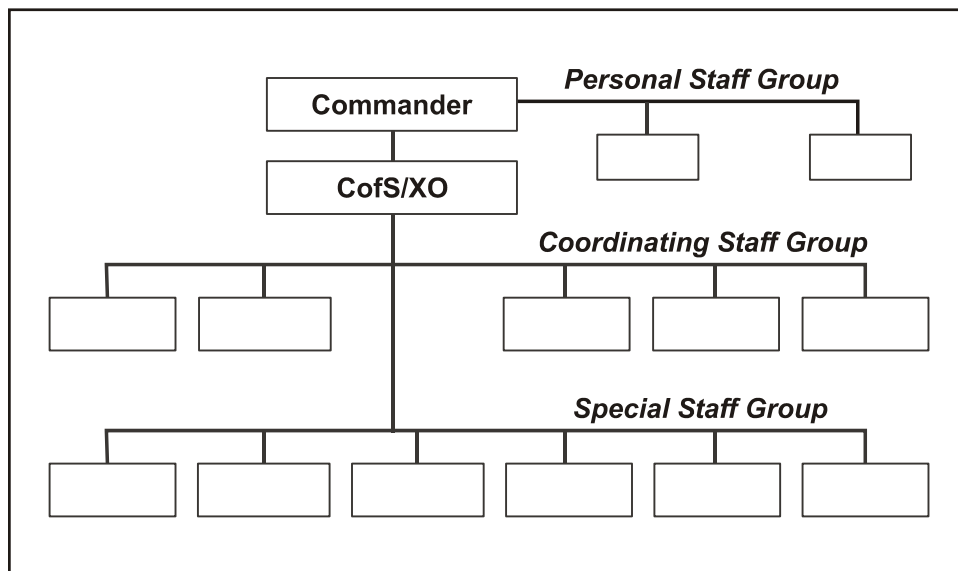 Personal Staff Group
Commander
CofS/XO
Coordinating Staff Group
Special Staff Group